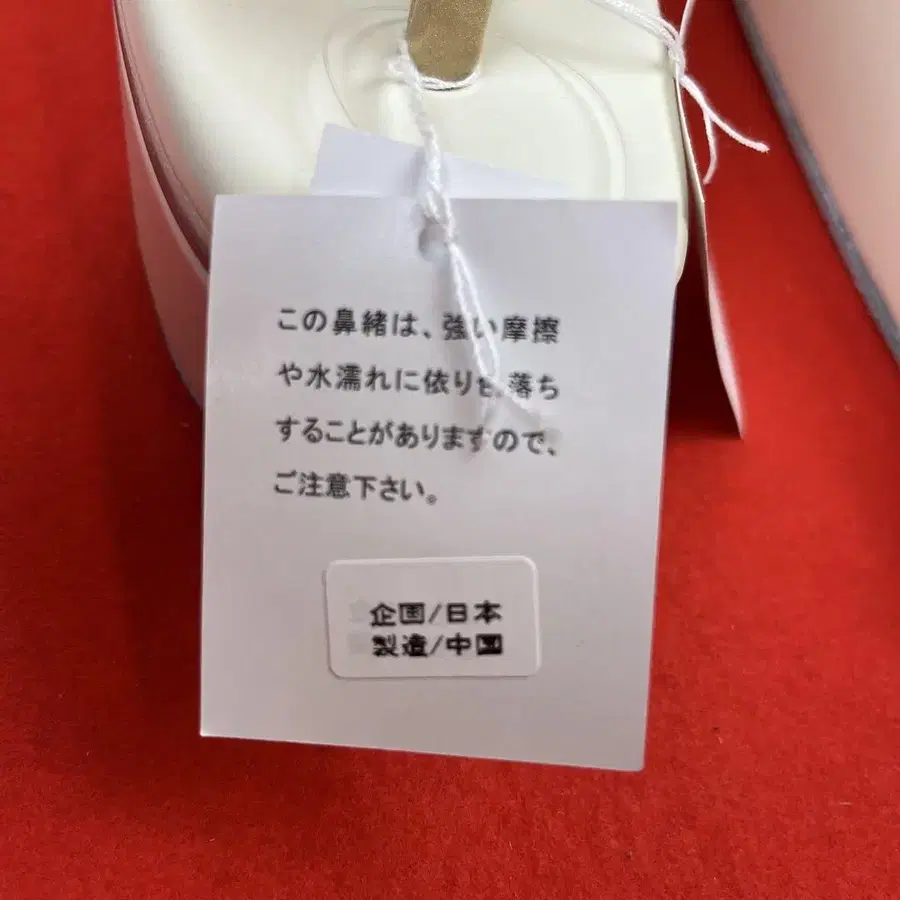 この鼻緒は、強い摩擦
や水濡れに依り色落ち
することがありますので、
ご注意下さい。
企画/日本
製造/中国